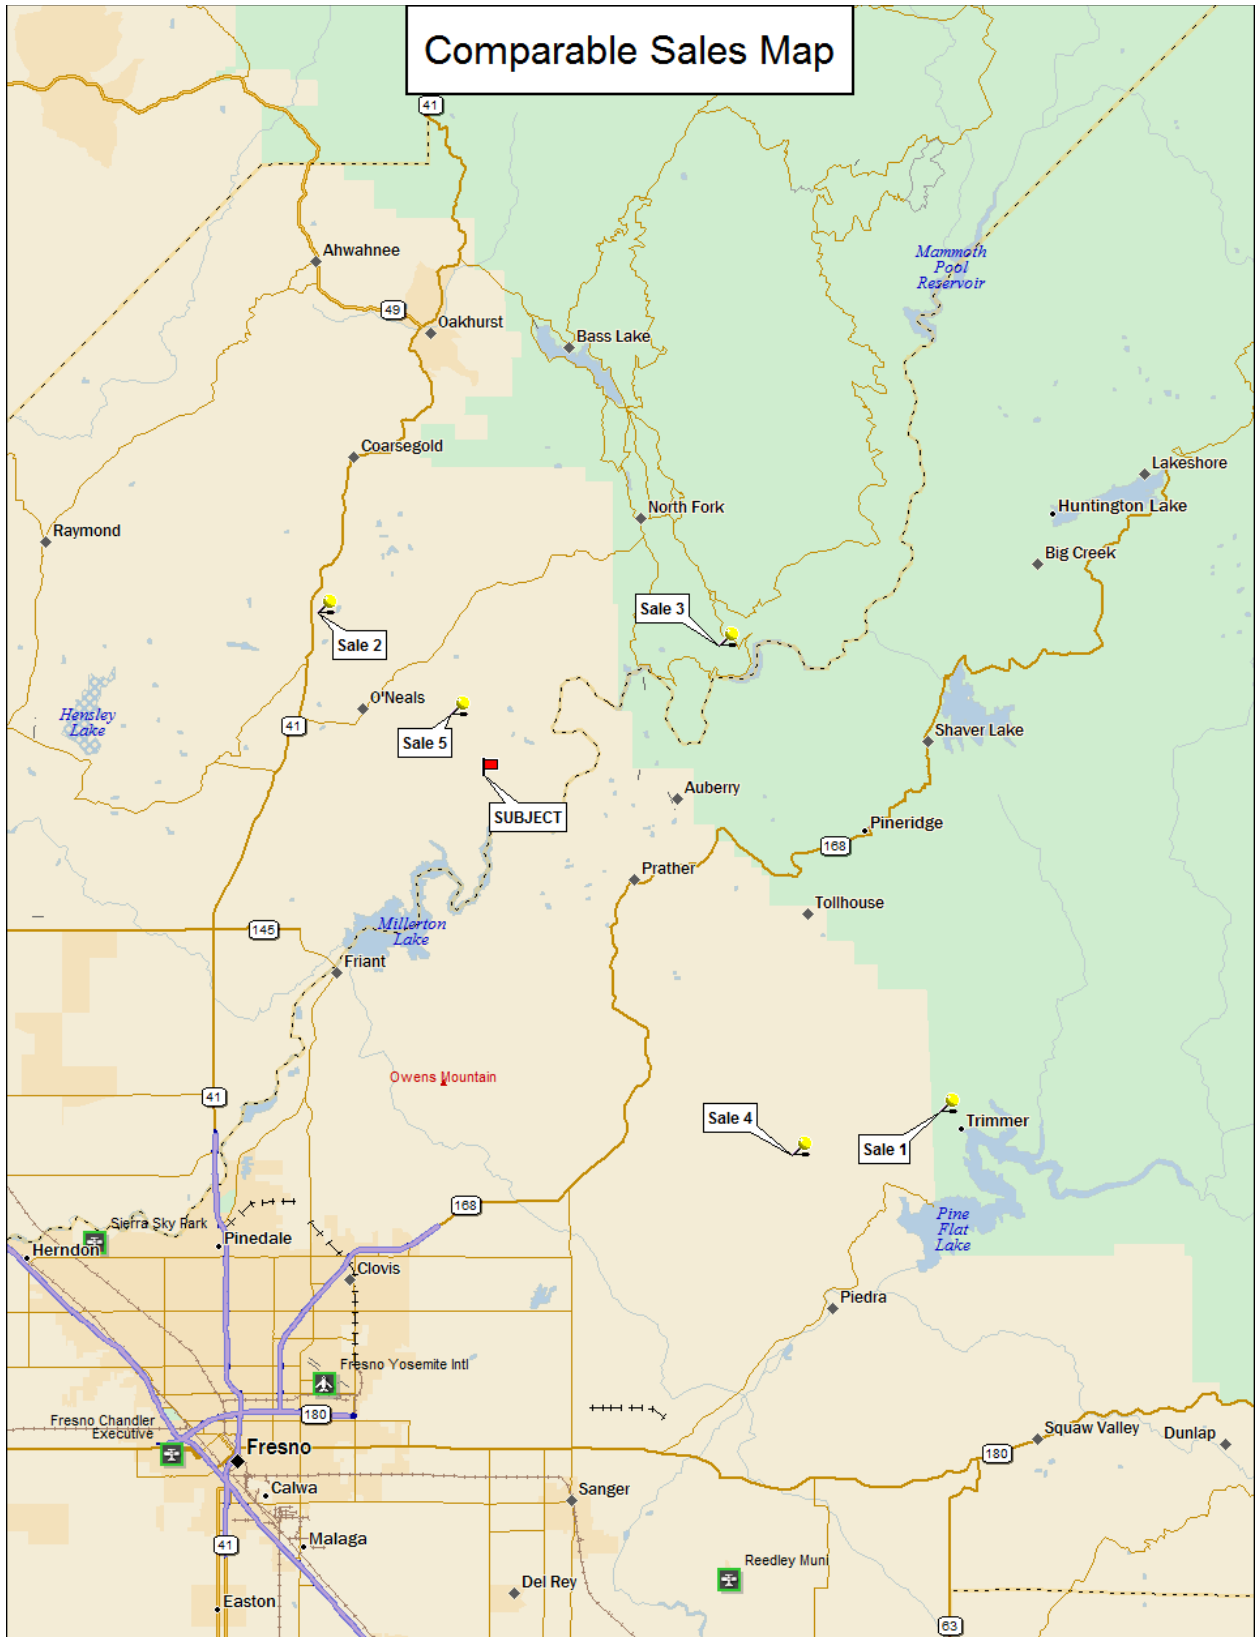 Comparable Sales Map
41
Ahwahnee
Mammoth
Pool
Reservoir
49
Oakhurst
Bass Lake
Coarsegold
Lakeshore
North Fork
Huntington Lake
Raymond
Big Creek
Sale 3
Sale 2
O'Neals
Hensley
Lake
41
Sale 5
Shaver Lake
Auberry
SUBJECT
Pineridge
168
Prather
Tollhouse
145
Millerton
Lake
Friant
Owens Mountain
41
Sale 4
Trimmer
Sale 1
168
Pine
Flat
Lake
Sierra Sky Park
Pinedale
Herndon
Clovis
Piedra
Fresno Yosemite Intl
180
Fresno Chandler
Executive
Fresno
Squaw Valley
Dunlap
180
Calwa
Sanger
Malaga
41
Reedley Muni
Del Rey
Easton
63